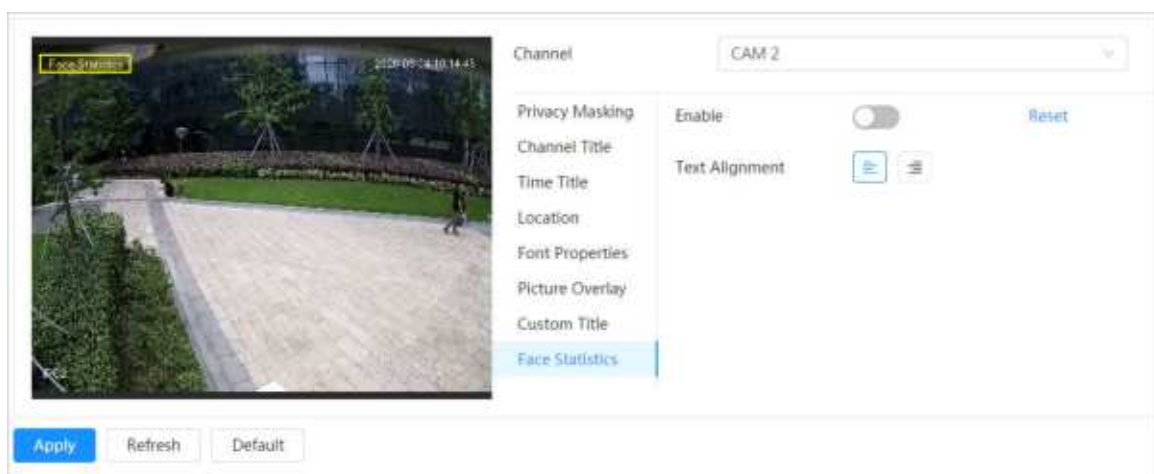 Face Statistics
Channel
CAM 2
Privacy Masking
Channel Title
Time Title
Location
Font Properties
Picture Overlay
Custom Title
Face Statistics
Enable
Reset
Text Alignment
Apply
Refresh
Default